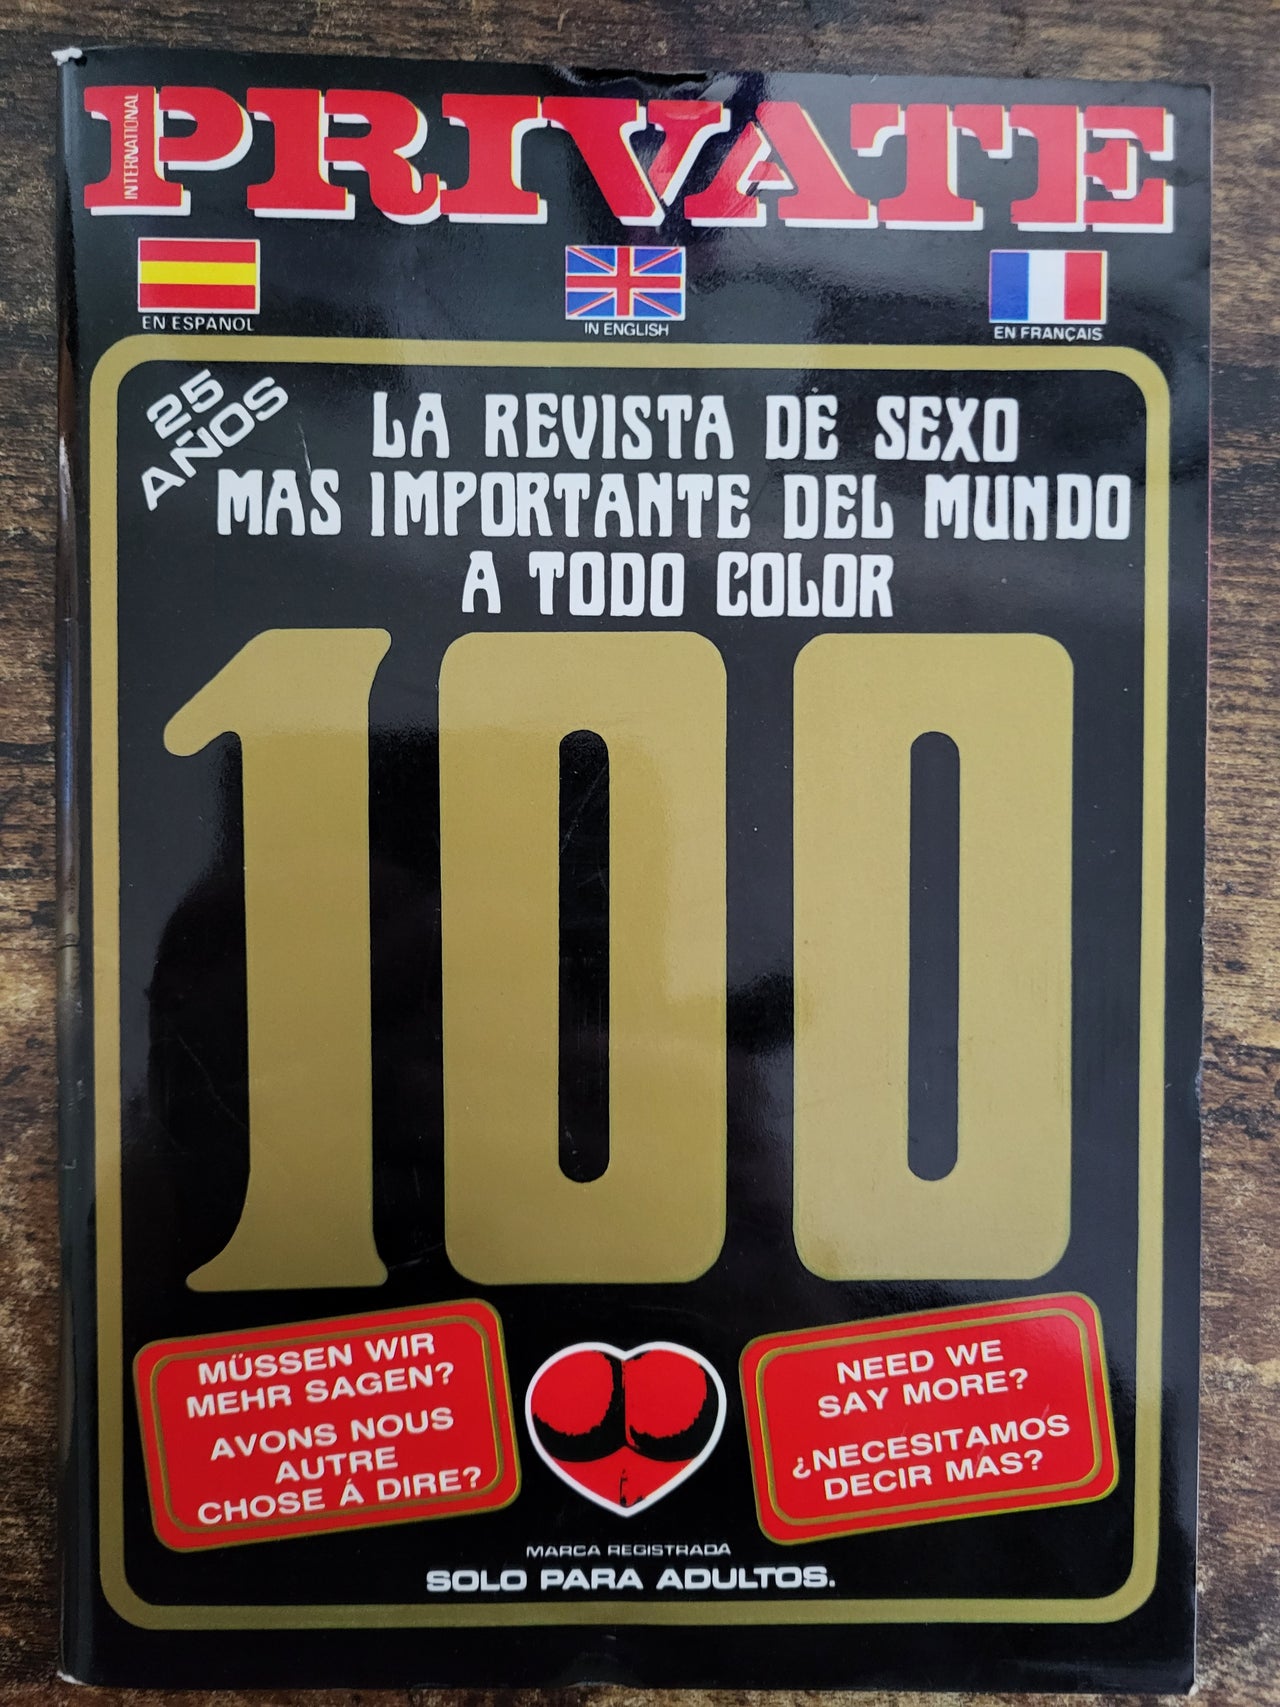 INTERNATIONAL
PRIVATE
EN ESPAÑOL
IN ENGLISH
EN FRANÇAIS
25
AÑOS
LA REVISTA DE SEXO
MAS IMPORTANTE DEL MUNDO
A TODO COLOR
100
MÜSSEN WIR
MEHR SAGEN?
AVONS NOUS
AUTRE
CHOSE Á DIRE?
NEED WE
SAY MORE?
¿NECESITAMOS
DECIR MAS?
MARCA REGISTRADA
SOLO PARA ADULTOS.